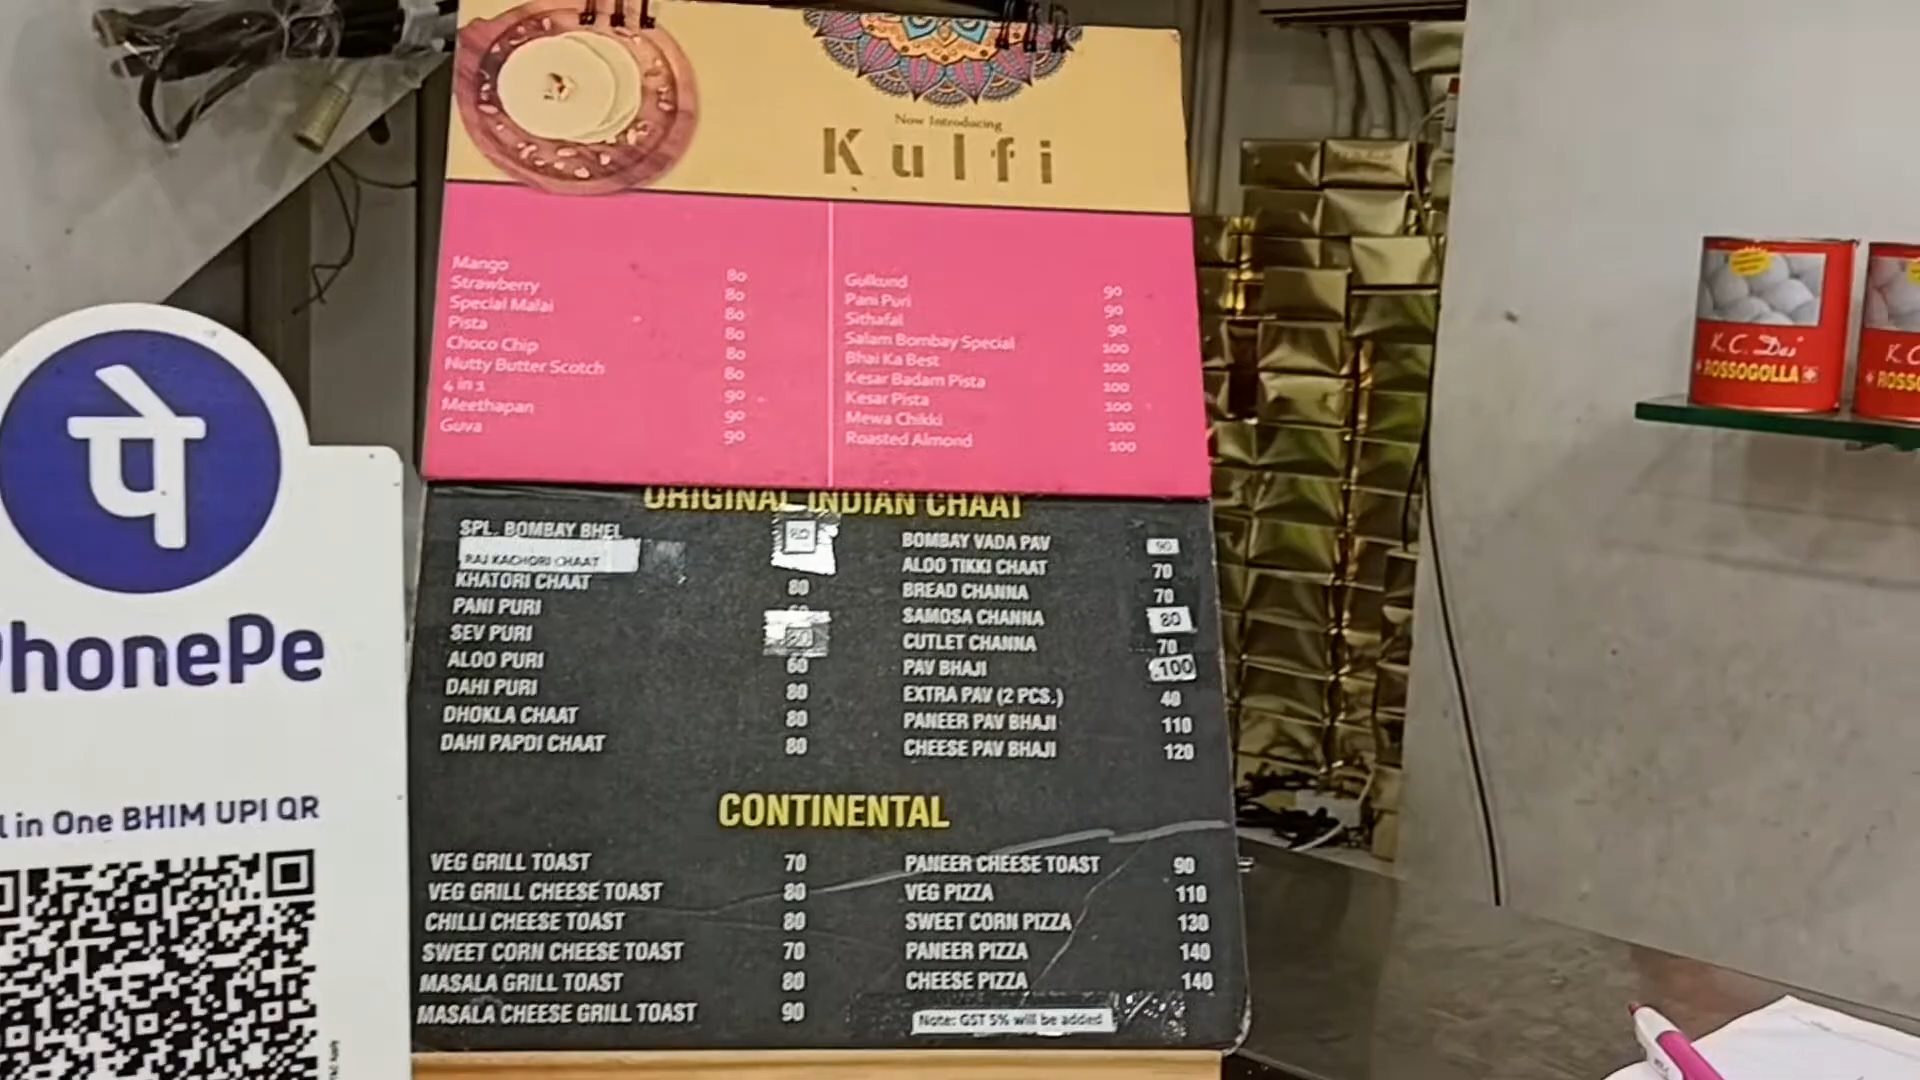 Now Introducing
Kulfi
Mango 80
Strawberry 80
Special Malai 80
Pista 80
Choco Chip 80
Nutty Butter Scotch 80
4 in 1 90
Meethapan 90
Guva 90
Gulkund 90
Pani Puri 90
Sithafal 90
Salam Bombay Special 100
Bhai Ka Best 100
Kesar Badam Pista 100
Kesar Pista 100
Mewa Chikki 100
Roasted Almond 100
ORIGINAL INDIAN CHAAT
SPL. BOMBAY BHEL 80
RAJ KACHORI CHAAT
KHATORI CHAAT 80
PANI PURI
SEV PURI 80
ALOO PURI 60
DAHI PURI 80
DHOKLA CHAAT 80
DAHI PAPDI CHAAT 80
BOMBAY VADA PAV 90
ALOO TIKKI CHAAT 70
BREAD CHANNA 70
SAMOSA CHANNA 80
CUTLET CHANNA 70
PAV BHAJI 100
EXTRA PAV (2 PCS.) 40
PANEER PAV BHAJI 110
CHEESE PAV BHAJI 120
CONTINENTAL
VEG GRILL TOAST 70
VEG GRILL CHEESE TOAST 80
CHILLI CHEESE TOAST 80
SWEET CORN CHEESE TOAST 70
MASALA GRILL TOAST 80
MASALA CHEESE GRILL TOAST 90
PANEER CHEESE TOAST 90
VEG PIZZA 110
SWEET CORN PIZZA 130
PANEER PIZZA 140
CHEESE PIZZA 140
Note: GST 5% will be added
पे
PhonePe
in One BHIM UPI QR
K.C. Das
ROSSOGOLLA
K.C
ROSSO